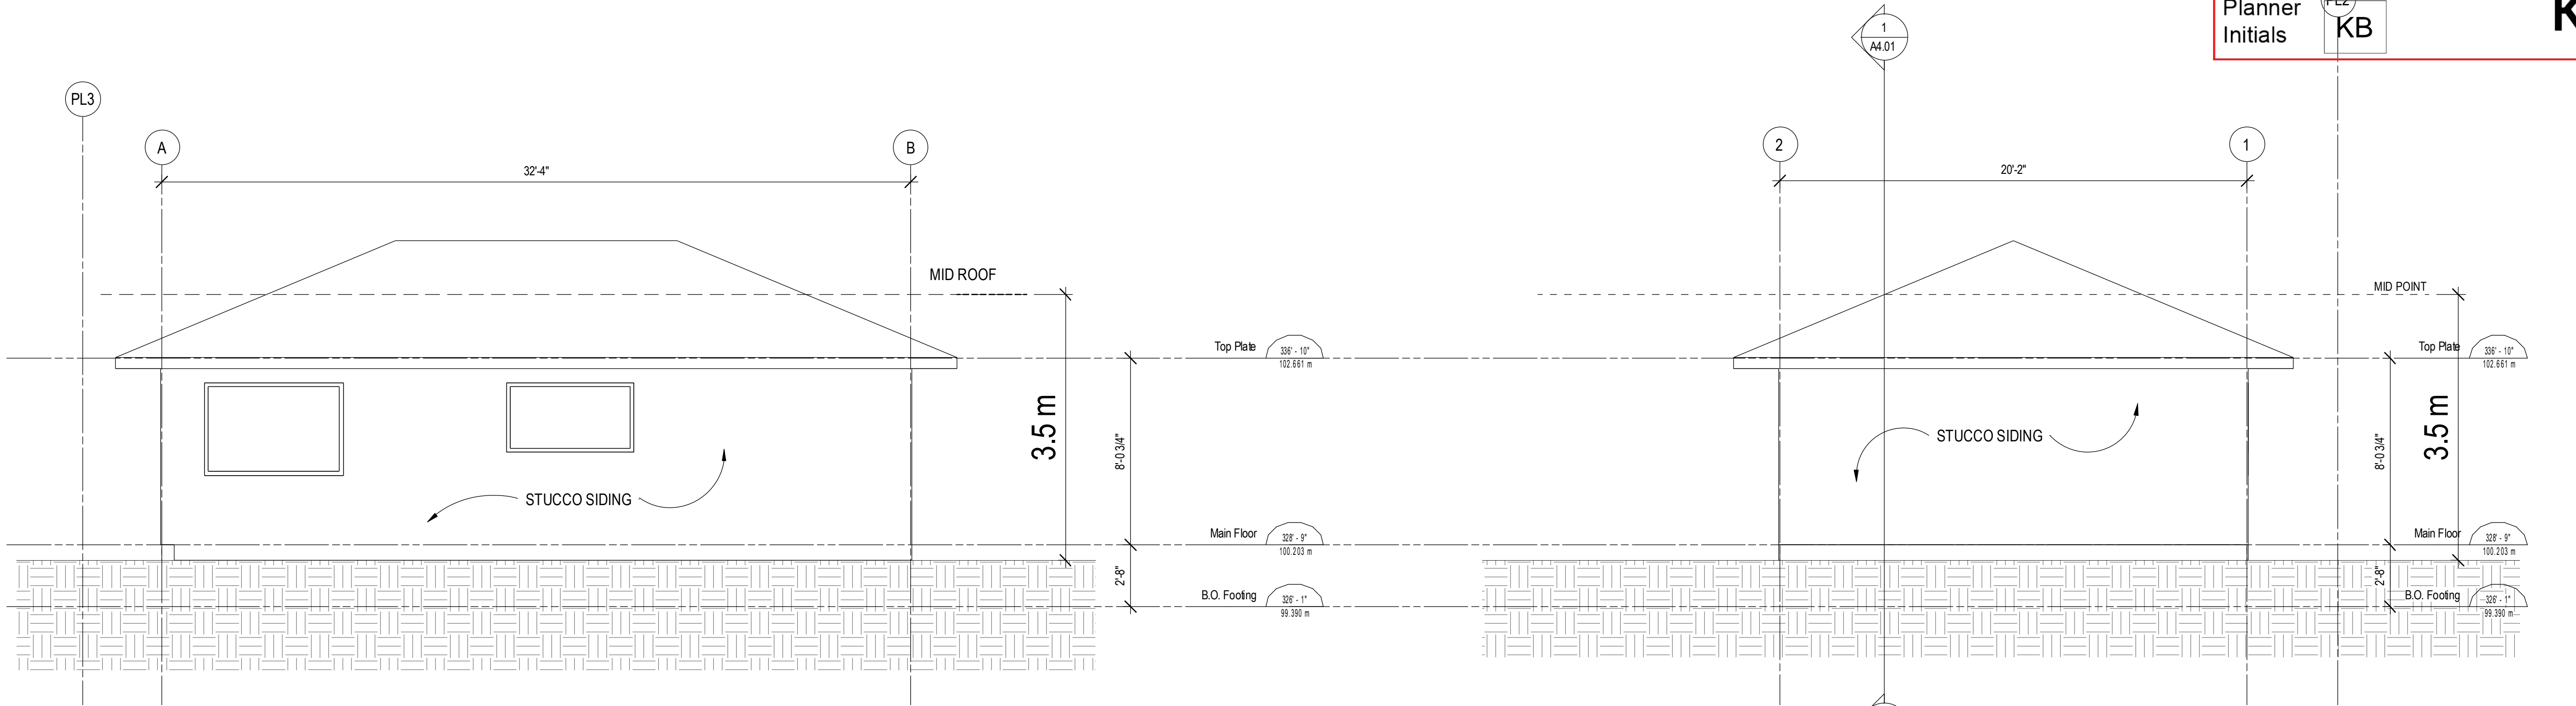 Planner
Initials
PL2
KB
K
1
A4.01
PL3
A
B
32'-4"
2
1
20'-2"
MID ROOF
MID POINT
3.5 m
8'-0 3/4"
2'-8"
STUCCO SIDING
Top Plate
336' - 10"
102.661 m
Main Floor
328' - 9"
100.203 m
B.O. Footing
326' - 1"
99.390 m
STUCCO SIDING
8'-0 3/4"
3.5 m
2'-8"
Top Plate
336' - 10"
102.661 m
Main Floor
328' - 9"
100.203 m
B.O. Footing
326' - 1"
99.390 m